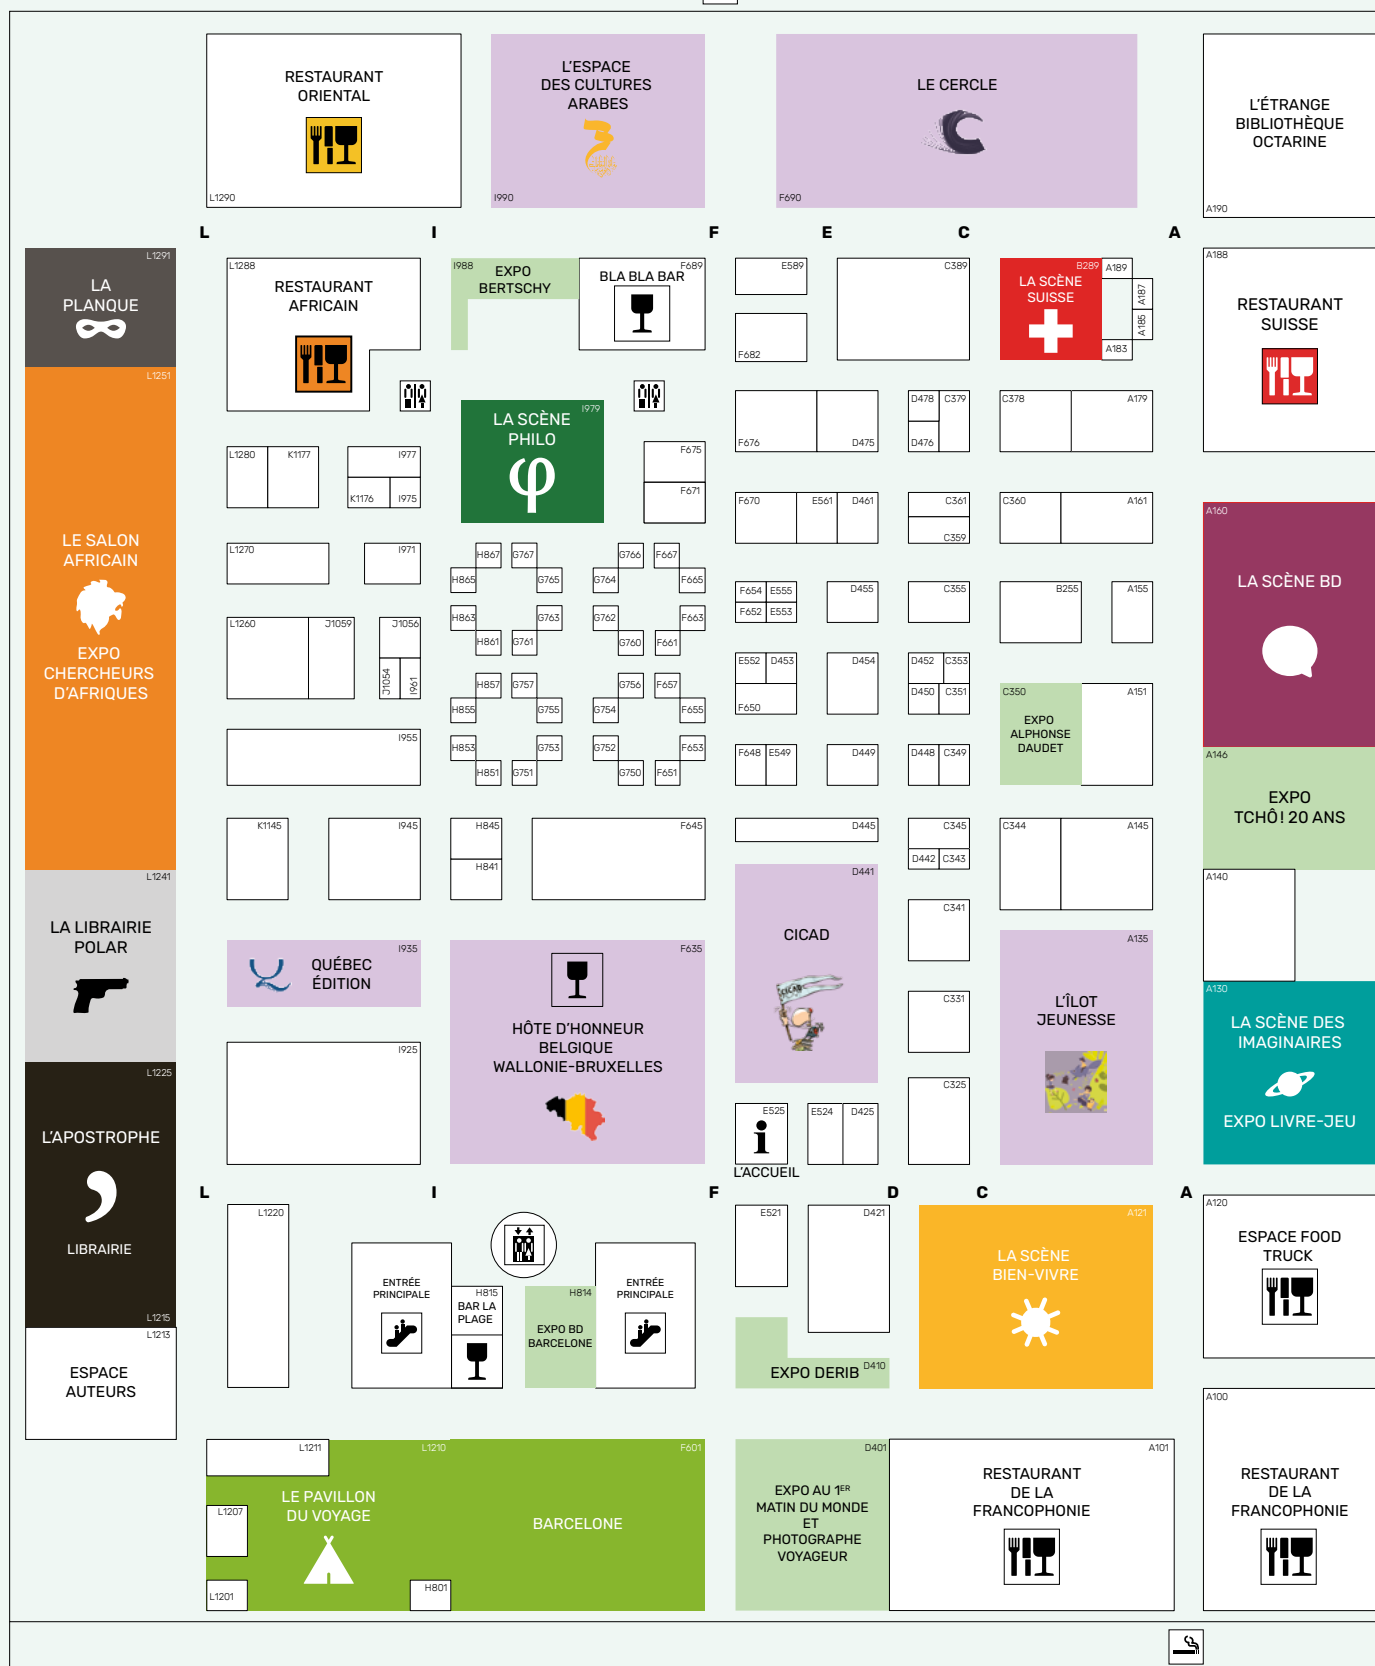 RESTAURANT
ORIENTAL
L1290
L'ESPACE
DES CULTURES
ARABES
I990
LE CERCLE
F690
L'ÉTRANGE
BIBLIOTHÈQUE
OCTARINE
A190
L
I
F
E
C
A
L1291
LA
PLANQUE
L1288
RESTAURANT
AFRICAIN
I988
EXPO
BERTSCHY
F689
BLA BLA BAR
E589
F682
C389
B289
LA SCÈNE
SUISSE
A189
A187
A185
A183
A188
RESTAURANT
SUISSE
L1251
LE SALON
AFRICAIN
EXPO
CHERCHEURS
D'AFRIQUES
I979
LA SCÈNE
PHILO
φ
F676
D475
D478
C379
D476
C378
A179
L1280
K1177
I977
K1176
I975
F675
F671
F670
E561
D461
C361
C359
C360
A161
A160
LA SCÈNE BD
L1270
I971
H867
G767
G766
F667
H865
G765
G764
F665
H863
G763
G762
F663
H861
G761
G760
F661
F654
E555
F652
E553
D455
C355
B255
A155
L1260
J1059
J1056
J1054
I961
H857
G757
G756
F657
H855
G755
G754
F655
E552
D453
F650
D454
D452
C353
D450
C351
C350
EXPO
ALPHONSE
DAUDET
A151
I955
H853
G753
G752
F653
H851
G751
G750
F651
F648
E549
D449
D448
C349
A146
EXPO
TCHÔ! 20 ANS
K1145
I945
H845
H841
F645
D445
C345
D442
C343
C344
A145
L1241
LA LIBRAIRIE
POLAR
A140
D441
CICAD
CICAD
C341
I935
QUÉBEC
ÉDITION
F635
HÔTE D'HONNEUR
BELGIQUE
WALLONIE-BRUXELLES
A135
L'ÎLOT
JEUNESSE
C331
A130
LA SCÈNE DES
IMAGINAIRES
EXPO LIVRE-JEU
I925
L1225
L'APOSTROPHE
LIBRAIRIE
L1215
E525
i
L'ACCUEIL
E524
D425
C325
L
I
F
D
C
A
L1220
ENTRÉE
PRINCIPALE
H815
BAR LA
PLAGE
H814
EXPO BD
BARCELONE
ENTRÉE
PRINCIPALE
E521
D421
A121
LA SCÈNE
BIEN-VIVRE
A120
ESPACE FOOD
TRUCK
L1213
ESPACE
AUTEURS
EXPO DERIB D410
A100
RESTAURANT
DE LA
FRANCOPHONIE
L1211
L1210
LE PAVILLON
DU VOYAGE
L1207
L1201
H801
F601
BARCELONE
D401
EXPO AU 1ER
MATIN DU MONDE
ET
PHOTOGRAPHE
VOYAGEUR
A101
RESTAURANT
DE LA
FRANCOPHONIE